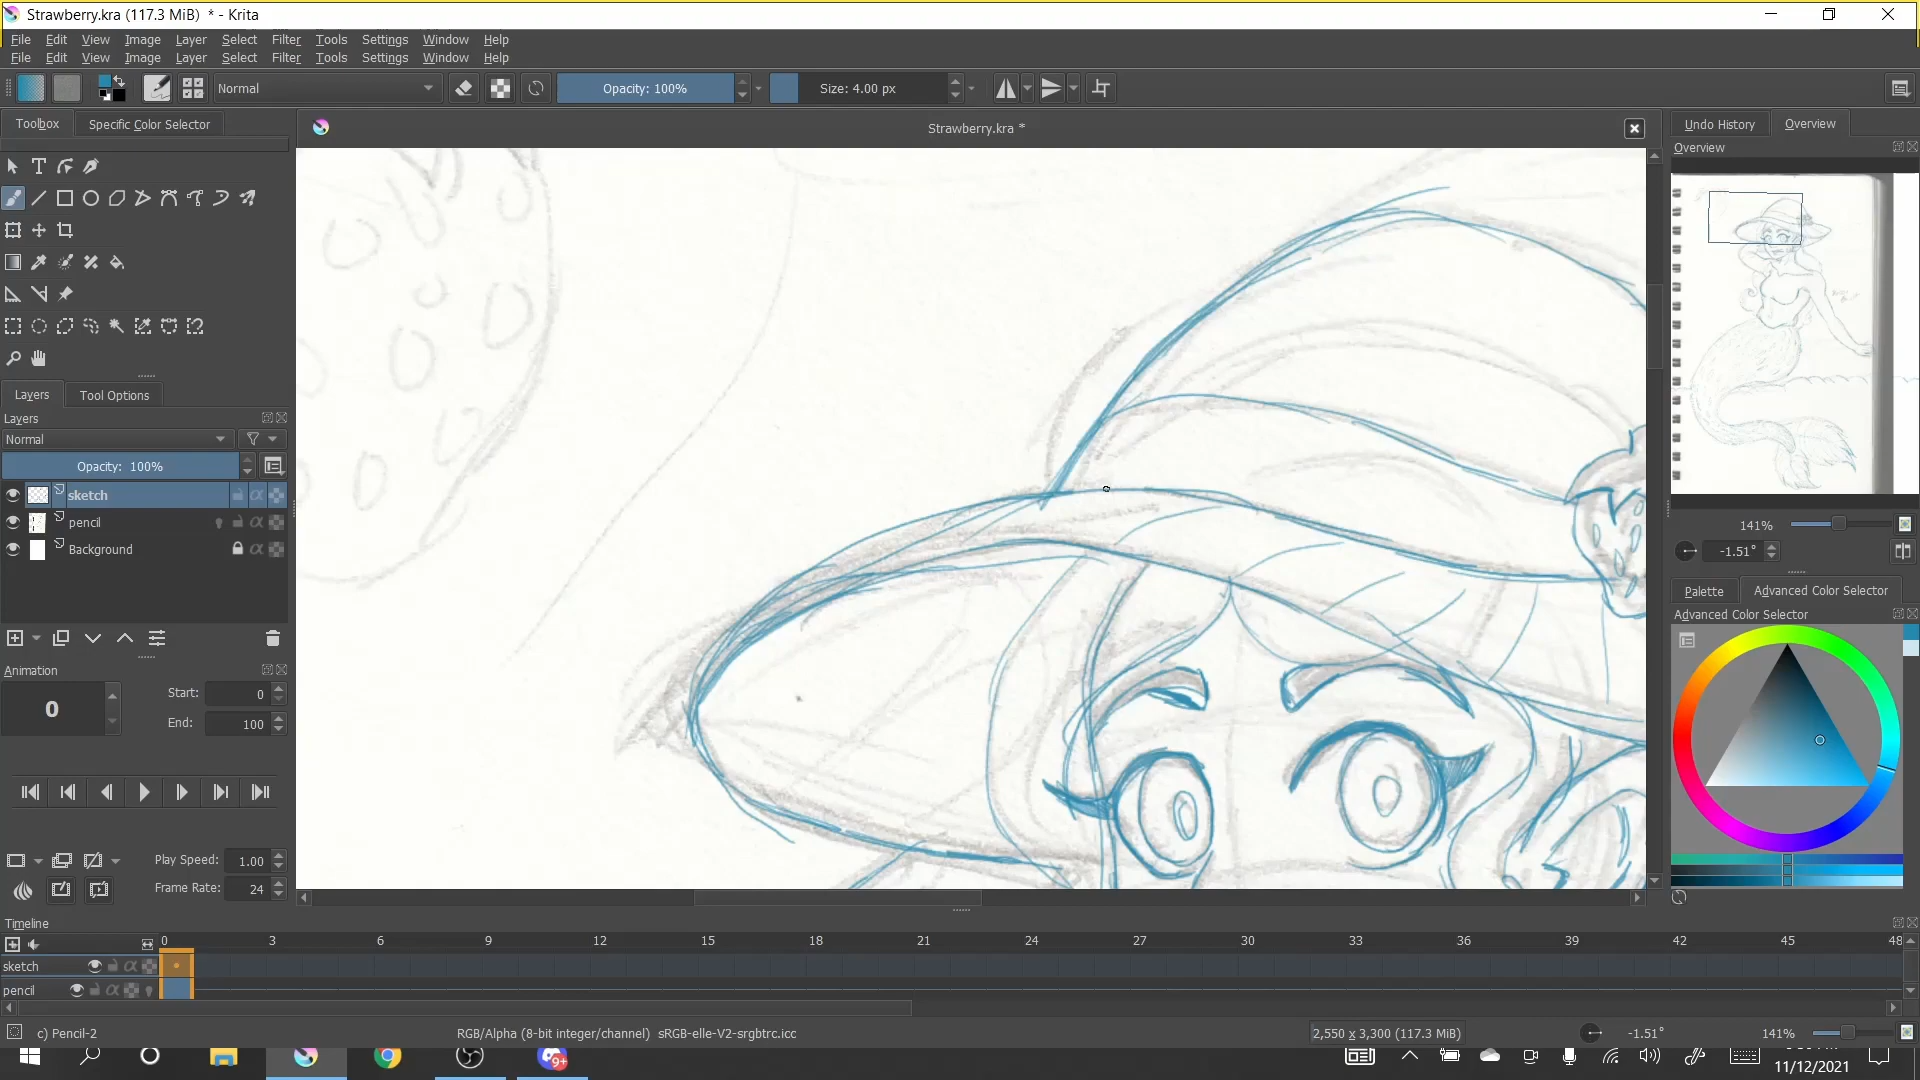 Strawberry.kra (117.3 MiB) * - Krita
File Edit View Image Layer Select Filter Tools Settings Window Help
File Edit View Image Layer Select Filter Tools Settings Window Help
Normal Opacity: 100% Size: 4.00 px
Toolbox Specific Color Selector
Strawberry.kra *
Undo History Overview
Overview
141%
-1.51°
Layers Tool Options
Layers
Normal
Opacity: 100%
sketch
pencil
Background
Palette Advanced Color Selector
Advanced Color Selector
Animation
0
Start: 0
End: 100
Play Speed: 1.00
Frame Rate: 24
Timeline
0 3 6 9 12 15 18 21 24 27 30 33 36 39 42 45 48
sketch
pencil
c) Pencil-2
RGB/Alpha (8-bit integer/channel) sRGB-elle-V2-srgbtrc.icc
2,550 x 3,300 (117.3 MiB)
-1.51°
141%
9+
11/12/2021